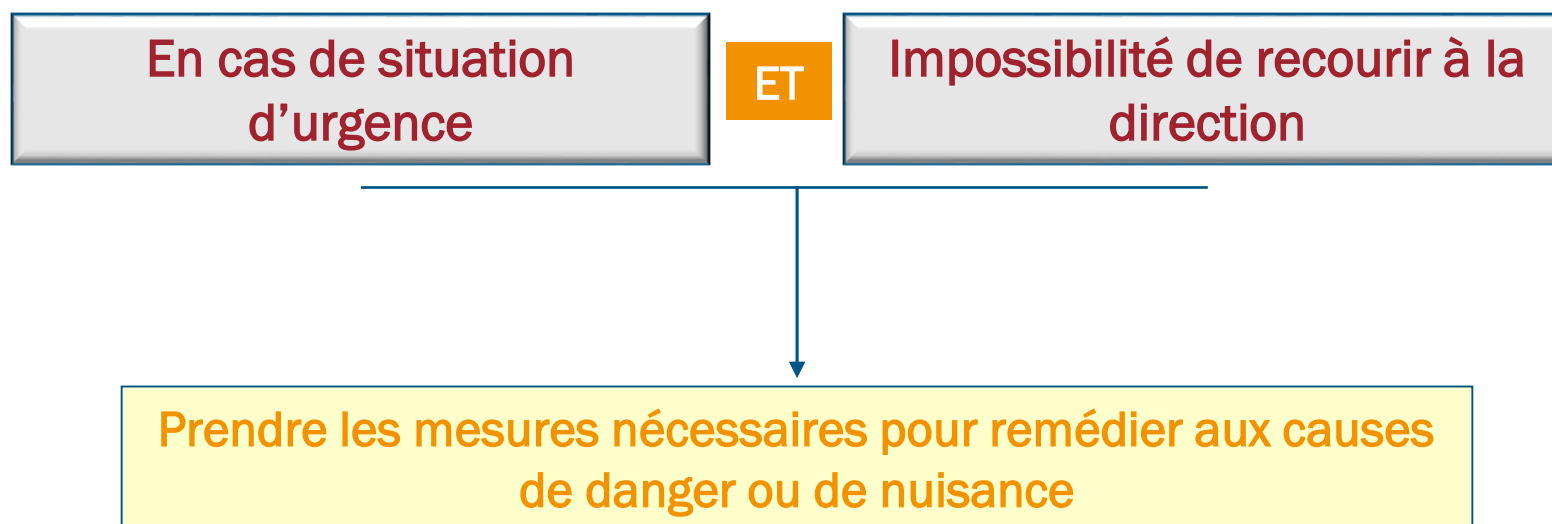 En cas de situation
d’urgence
ET
Impossibilité de recourir à la
direction
Prendre les mesures nécessaires pour remédier aux causes
de danger ou de nuisance